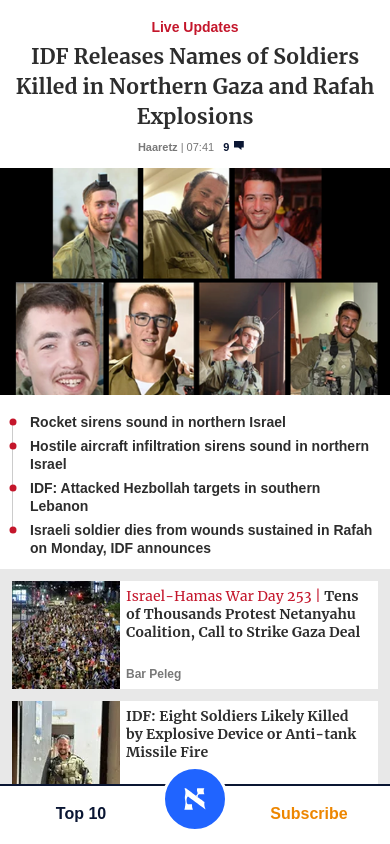 Live Updates
IDF Releases Names of Soldiers
Killed in Northern Gaza and Rafah
Explosions
Haaretz | 07:41 9
Rocket sirens sound in northern Israel
Hostile aircraft infiltration sirens sound in northern
Israel
IDF: Attacked Hezbollah targets in southern
Lebanon
Israeli soldier dies from wounds sustained in Rafah
on Monday, IDF announces
Israel-Hamas War Day 253 | Tens
of Thousands Protest Netanyahu
Coalition, Call to Strike Gaza Deal
Bar Peleg
IDF: Eight Soldiers Likely Killed
by Explosive Device or Anti-tank
Missile Fire
Top 10
א
Subscribe